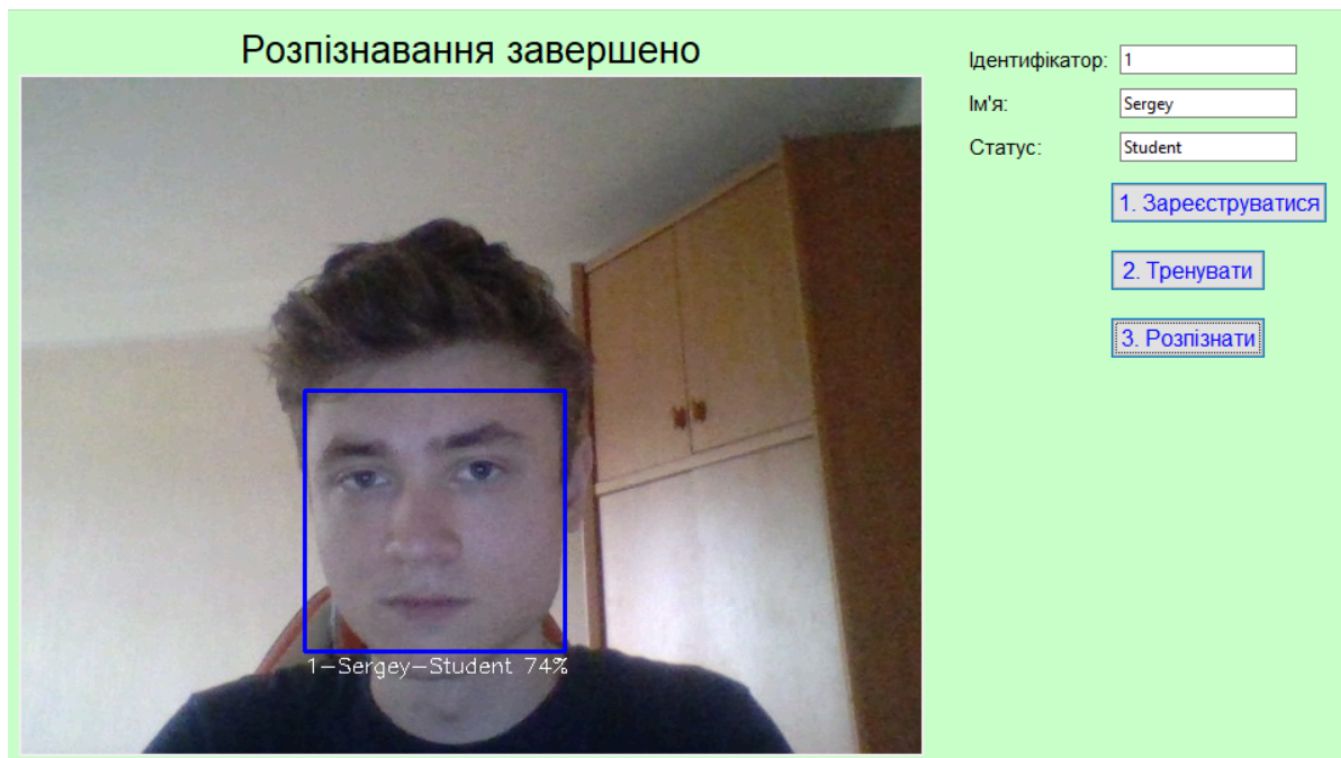 Розпізнавання завершено
Ідентифікатор: 1
Ім'я: Sergey
Статус: Student
1. Зареєструватися
2. Тренувати
3. Розпізнати
1-Sergey-Student 74%